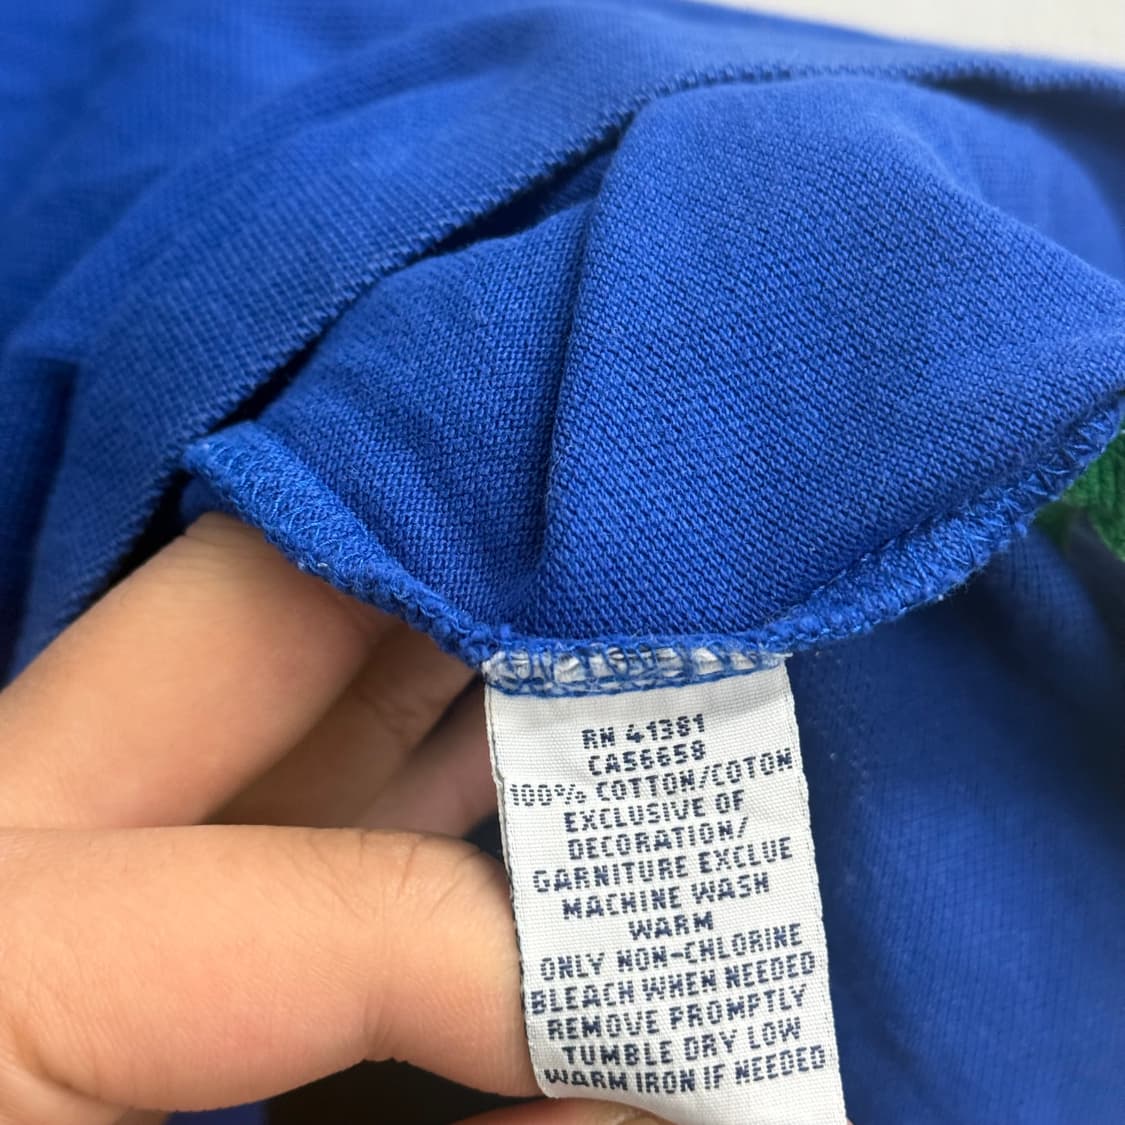 RN 41381
CA56658
100% COTTON/COTON
EXCLUSIVE OF
DECORATION/
GARNITURE EXCLUE
MACHINE WASH
WARM
ONLY NON-CHLORINE
BLEACH WHEN NEEDED
REMOVE PROMPTLY
TUMBLE DRY LOW
WARM IRON IF NEEDED